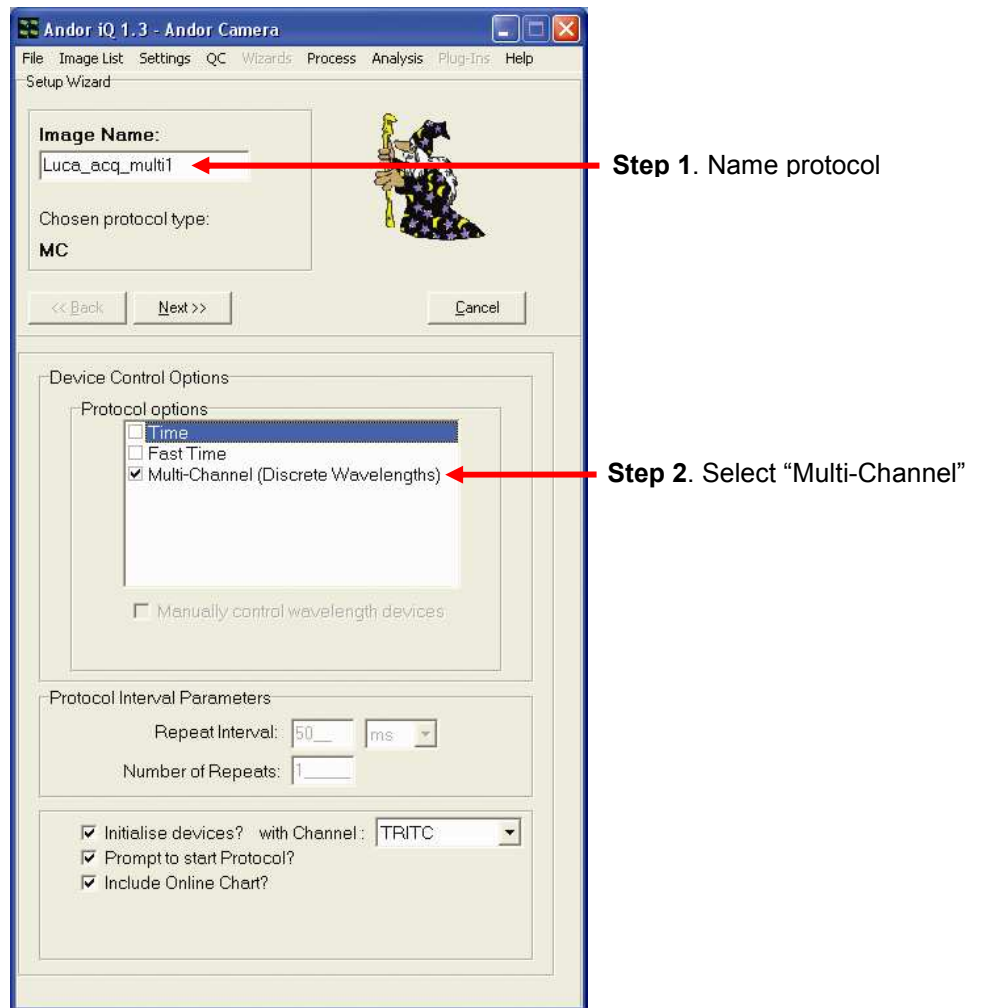 Andor iQ 1.3 - Andor Camera
File Image List Settings QC Wizards Process Analysis Plug-Ins Help
Setup Wizard
Image Name:
Luca_acq_multi1
Step 1. Name protocol
Chosen protocol type:
MC
<< Back Next >> Cancel
Device Control Options
Protocol options
Time
Fast Time
Multi-Channel (Discrete Wavelengths)
Step 2. Select “Multi-Channel”
Manually control wavelength devices
Protocol Interval Parameters
Repeat Interval: 50__ ms
Number of Repeats: 1_____
Initialise devices? with Channel : TRITC
Prompt to start Protocol?
Include Online Chart?